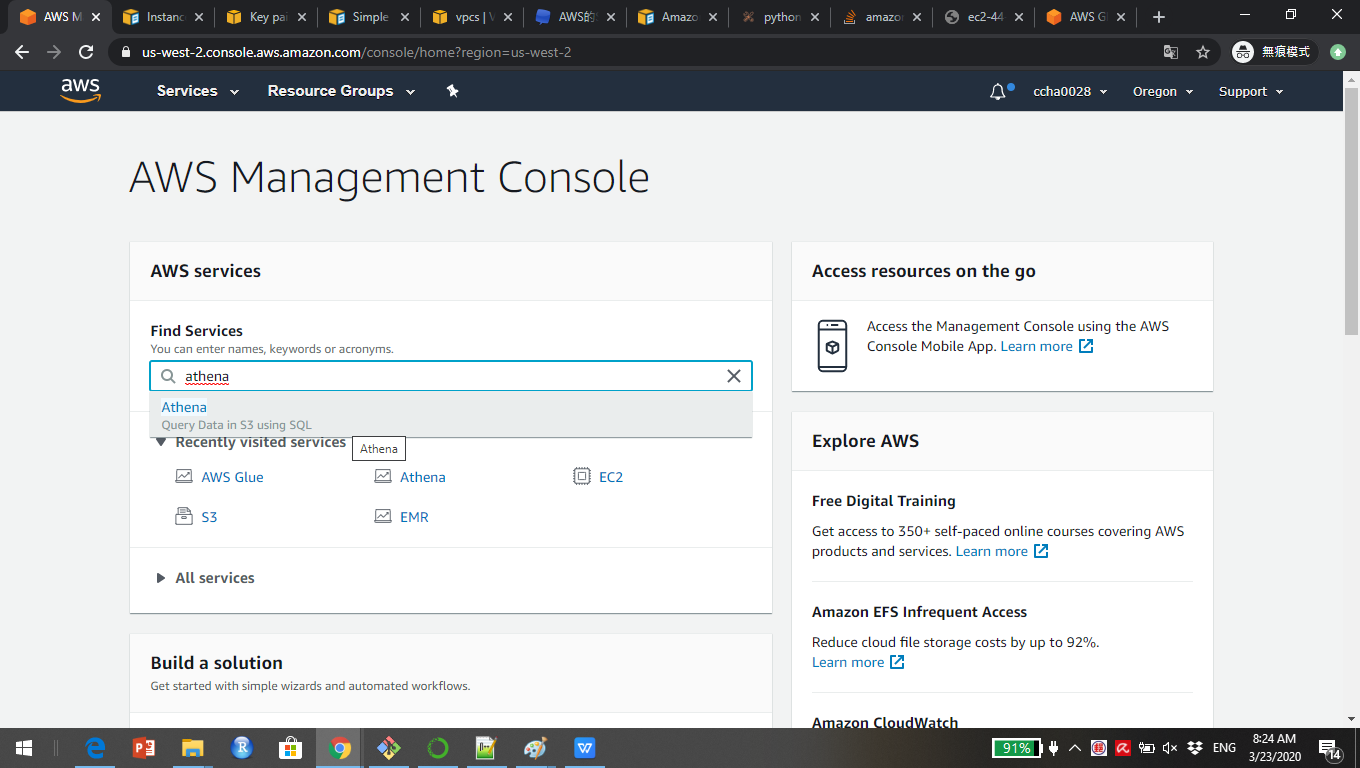 AWS M
Instanc
Key pai
Simple
vpcs | V
AWS的
Amazo
python
amazon
ec2-44
AWS G
us-west-2.console.aws.amazon.com/console/home?region=us-west-2
無痕模式
aws
Services
Resource Groups
ccha0028
Oregon
Support
AWS Management Console
AWS services
Find Services
You can enter names, keywords or acronyms.
athena
Athena
Query Data in S3 using SQL
Recently visited services
Athena
AWS Glue
Athena
EC2
S3
EMR
All services
Build a solution
Get started with simple wizards and automated workflows.
Access resources on the go
Access the Management Console using the AWS
Console Mobile App. Learn more
Explore AWS
Free Digital Training
Get access to 350+ self-paced online courses covering AWS
products and services. Learn more
Amazon EFS Infrequent Access
Reduce cloud file storage costs by up to 92%.
Learn more
Amazon CloudWatch
91%
ENG
8:24 AM
3/23/2020
14